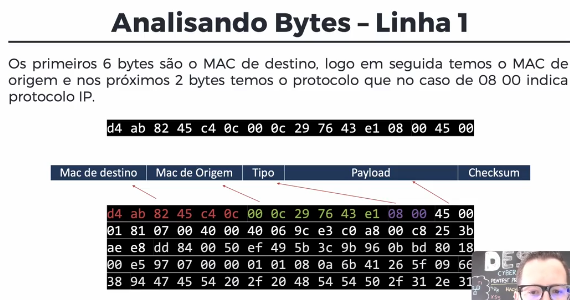 Analisando Bytes – Linha 1
Os primeiros 6 bytes são o MAC de destino, logo em seguida temos o MAC de
origem e nos próximos 2 bytes temos o protocolo que no caso de 08 00 indica
protocolo IP.
d4 ab 82 45 c4 0c 00 0c 29 76 43 e1 08 00 45 00
Mac de destino Mac de Origem Tipo Payload Checksum
d4 ab 82 45 c4 0c 00 0c 29 76 43 e1 08 00 45 00
01 81 07 00 40 00 40 06 9c e3 c0 a8 00 c8 25 3b
ae e8 dd 84 00 50 ef 49 5b 3c 9b 96 0b bd 80 18
00 e5 97 07 00 00 01 01 08 0a 6b 41 26 5f 09 66
38 94 47 45 54 20 2f 20 48 54 54 50 2f 31 2e 31
CYBER